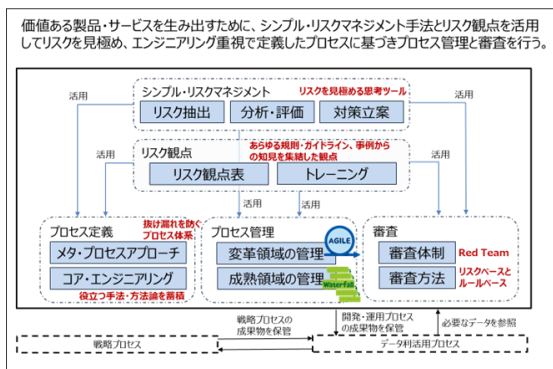 価値ある製品・サービスを生み出すために、シンプル・リスクマネジメント手法とリスク観点を活用
してリスクを見極め、エンジニアリング重視で定義したプロセスに基づきプロセス管理と審査を行う。
シンプル・リスクマネジメント
リスクを見極める思考ツール
活用
リスク抽出
分析・評価
対策立案
活用
リスク観点
あらゆる規則・ガイドライン、事例から
の知見を集結した観点
活用
リスク観点表
トレーニング
活用
活用
活用
プロセス定義
抜け漏れを防ぐ
プロセス体系
メタ・プロセスアプローチ
コア・エンジニアリング
役立つ手法・方法論を蓄積
プロセス管理
変革領域の管理
AGILE
成熟領域の管理
Waterfall
審査
審査体制
Red Team
審査方法
リスクベースと
ルールベース
戦略プロセスの
成果物を保管
開発・運用プロセス
の成果物を保管
必要なデータを参照
戦略プロセス
データ利活用プロセス